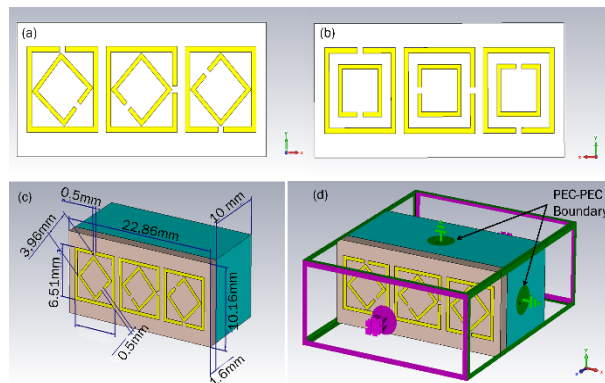 (a)
(b)
y
x
y
x
(c)
0.5mm
10 mm
22.86mm
3.96mm
6.51mm
10.16mm
0.5mm
1.6mm
y
x
(d)
PEC-PEC
Boundary
y
x